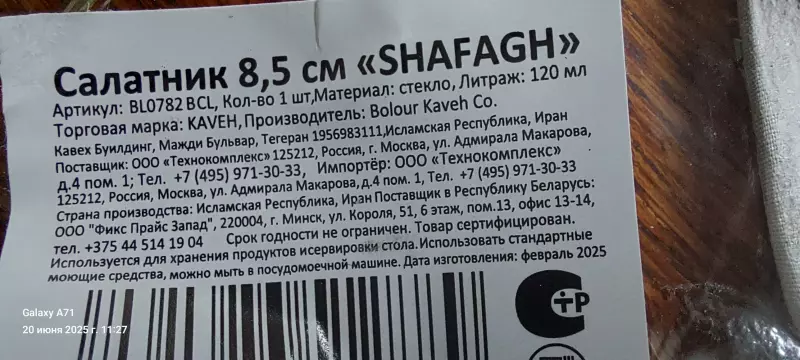 Салатник 8,5 см «SHAFAGH»
Артикул: BL0782 BCL, Кол-во 1 шт,Материал: стекло, Литраж: 120 мл
Торговая марка: KAVEH, Производитель: Bolour Kaveh Co.
Кавех Буилдинг, Мажди Бульвар, Тегеран 1956983111,Исламская Республика, Иран
Поставщик: ООО «Технокомплекс» 125212, Россия, г. Москва, ул. Адмирала Макарова,
д.4 пом. 1; Тел. +7 (495) 971-30-33, Импортёр: ООО «Технокомплекс»
125212, Россия, Москва, ул. Адмирала Макарова, д.4 пом. 1, Тел. +7 (495) 971-30-33
Страна производства: Исламская Республика, Иран Поставщик в Республику Беларусь:
ООО "Фикс Прайс Запад", 220004, г. Минск, ул. Короля, 51, 6 этаж, пом.13, офис 13-14,
тел. +375 44 514 19 04 Срок годности не ограничен. Товар сертифицирован.
Используется для хранения продуктов исервировки стола.Использовать стандартные
моющие средства, можно мыть в посудомоечной машине. Дата изготовления: февраль 2025
СТР
Galaxy A71
20 июня 2025 г. 11:27